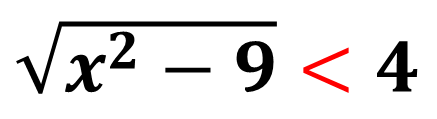 √(x² − 9) < 4